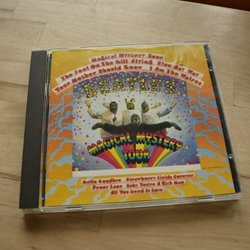 Magical Mystery Tour
The Fool On The Hill Flying Blue Jay Way
Your Mother Should Know I Am The Walrus
BEATLES
MAGICAL MYSTERY
TOUR
Hello Goodbye Strawberry Fields Forever
Penny Lane Baby You're A Rich Man
All You Need Is Love